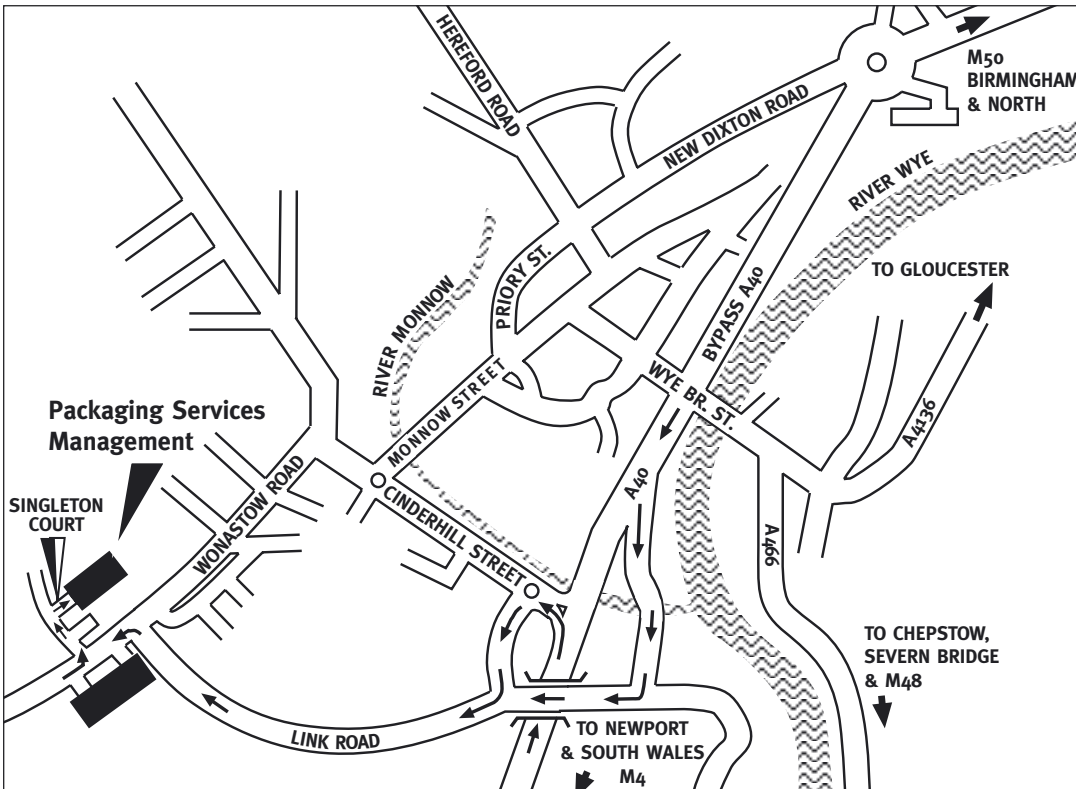 HEREFORD ROAD
M50
BIRMINGHAM
& NORTH
NEW DIXTON ROAD
RIVER WYE
TO GLOUCESTER
PRIORY ST.
RIVER MONNOW
BYPASS A40
MONNOW STREET
WYE BR. ST.
A4136
Packaging Services
Management
A40
WONASTOW ROAD
CINDERHILL STREET
SINGLETON
COURT
A466
TO CHEPSTOW,
SEVERN BRIDGE
& M48
LINK ROAD
TO NEWPORT
& SOUTH WALES
M4